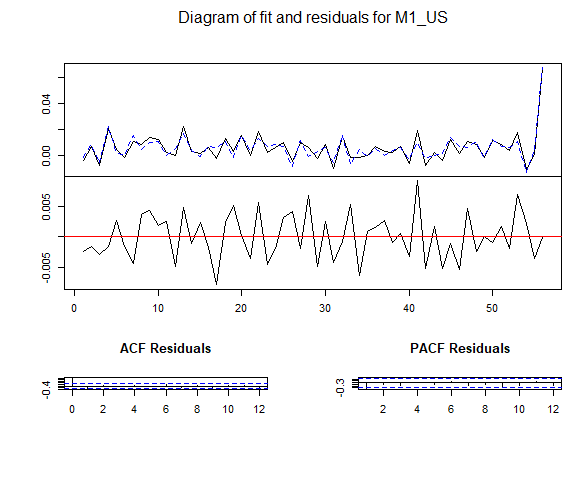 Diagram of fit and residuals for M1_US
0.04
0.00
0.005
-0.005
0 10 20 30 40 50
ACF Residuals
PACF Residuals
-0.4
-0.3
0 2 4 6 8 10 12
2 4 6 8 10 12